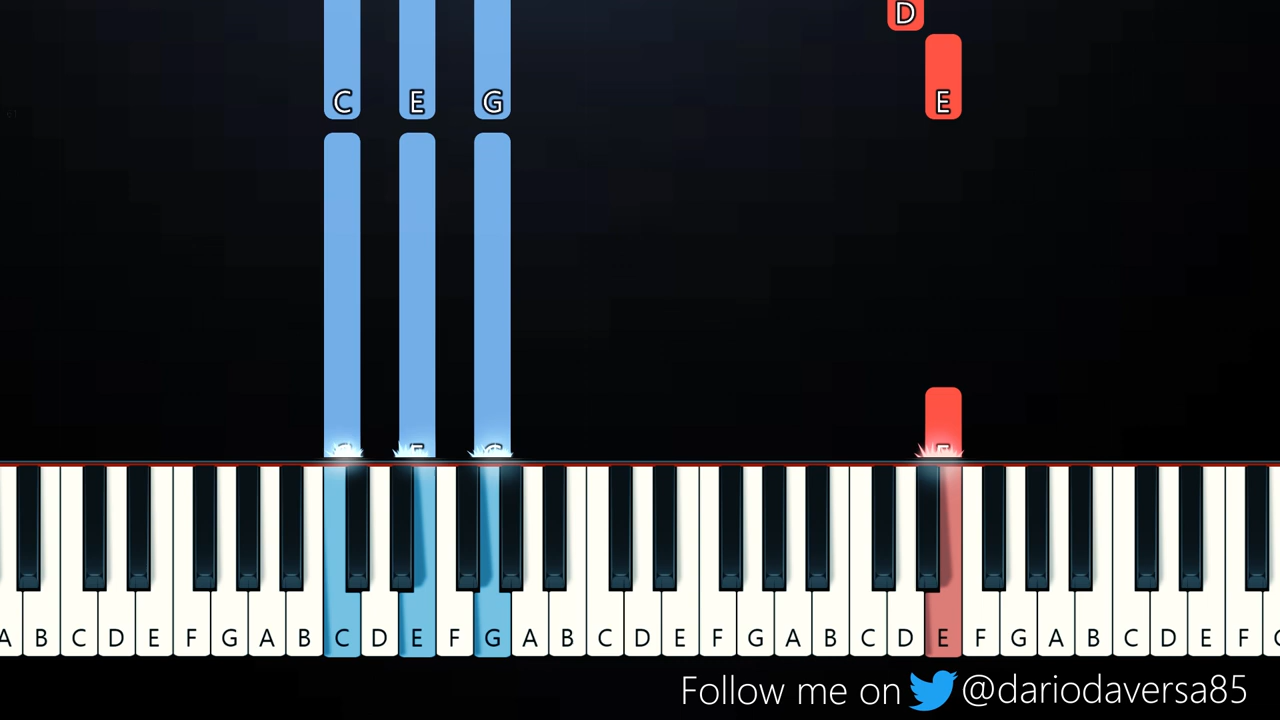 D
C E G E
C E G E
A B C D E F G A B C D E F G A B C D E F G A B C D E F G A B C D E F G
Follow me on @dariodaversa85